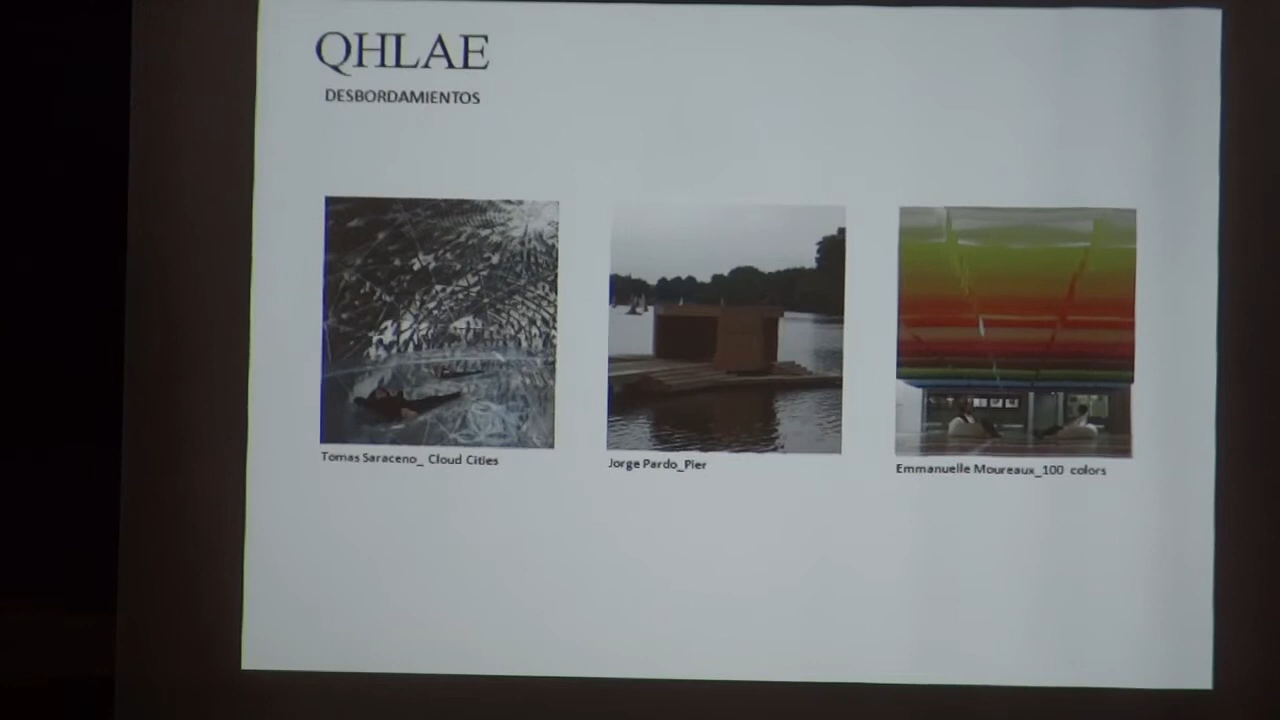 QHLAE
DESBORDAMIENTOS
Tomas Saraceno_ Cloud Cities
Jorge Pardo_Pier
Emmanuelle Moureaux_100 colors